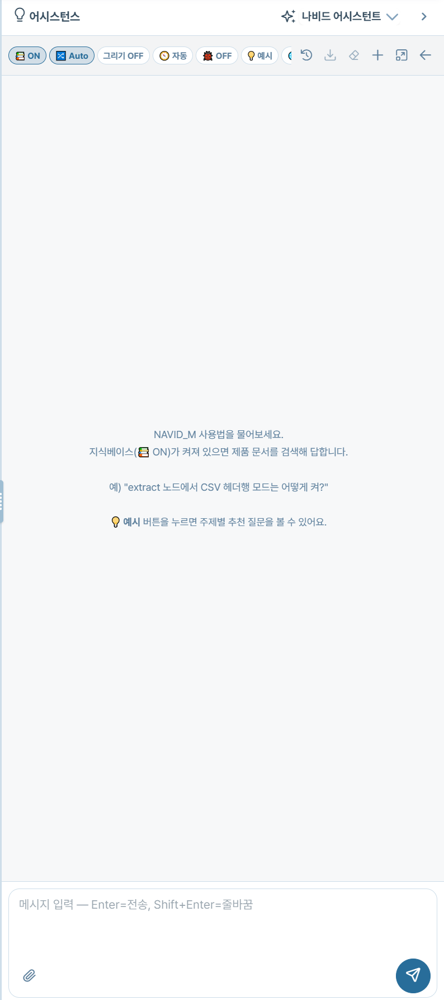 어시스턴스
나비드 어시스턴트
ON Auto 그리기 OFF 자동 OFF 예시
NAVID_M 사용법을 물어보세요.
지식베이스(📚 ON)가 켜져 있으면 제품 문서를 검색해 답합니다.
예) "extract 노드에서 CSV 헤더행 모드는 어떻게 켜?"
💡 예시 버튼을 누르면 주제별 추천 질문을 볼 수 있어요.
메시지 입력 — Enter=전송, Shift+Enter=줄바꿈